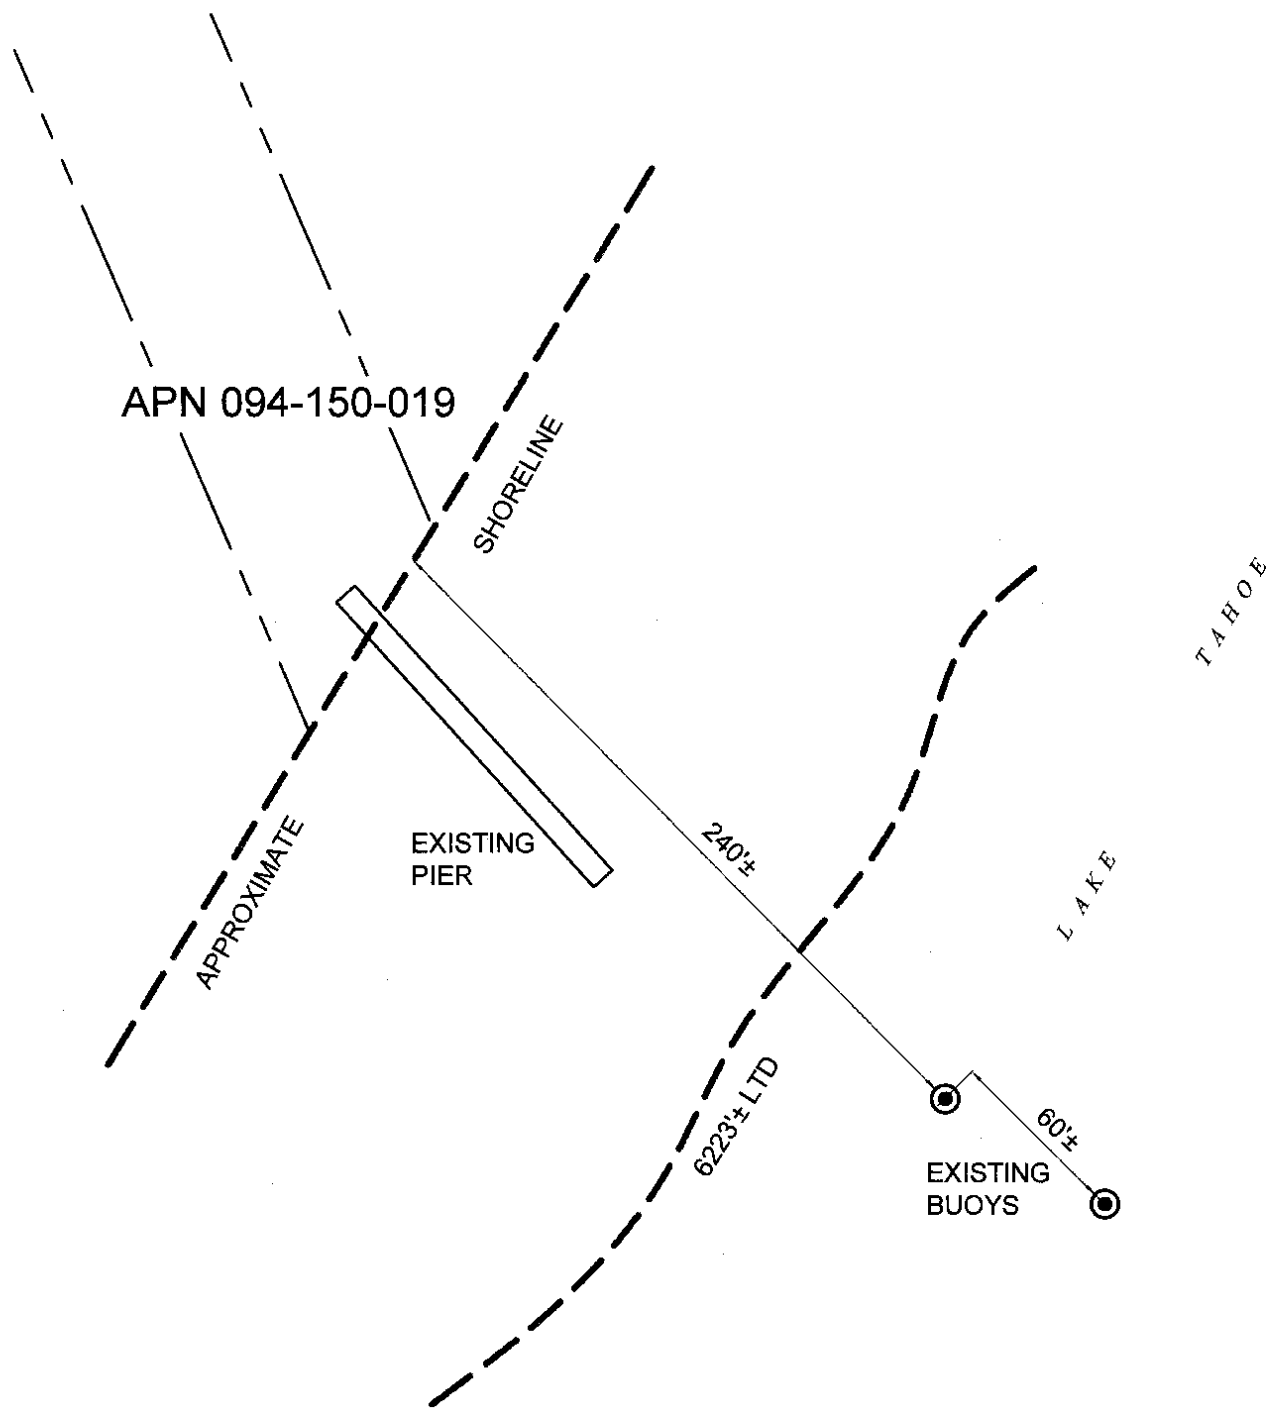 APN 094-150-019
SHORELINE
TAHOE
240'±
EXISTING
PIER
APPROXIMATE
LAKE
6223'± LTD
60'±
EXISTING
BUOYS